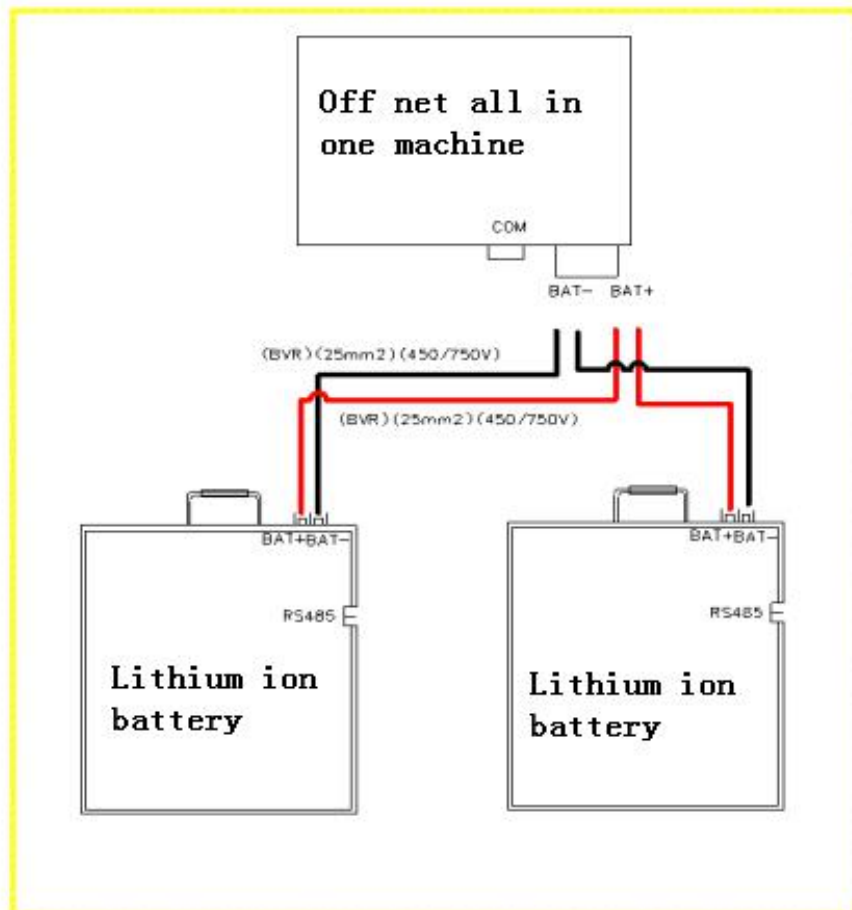 Off net all in
one machine
COM
BAT- BAT+
(BVR)(25mm2)(450/750V)
(BVR)(25mm2)(450/750V)
BAT+BAT-
BAT+BAT-
RS485
RS485
Lithium ion
battery
Lithium ion
battery